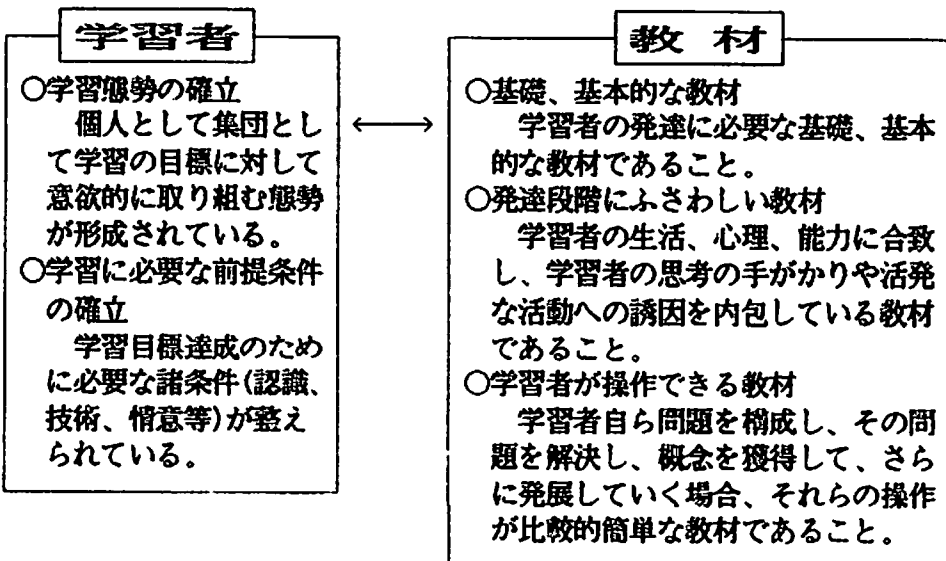 学習者
○学習態勢の確立
個人として集団とし
て学習の目標に対して
意欲的に取り組む態勢
が形成されている。
○学習に必要な前提条件
の確立
学習目標達成のため
に必要な諸条件(認識、
技術、情意等)が整え
られている。
教 材
○基礎、基本的な教材
学習者の発達に必要な基礎、基本
的な教材であること。
○発達段階にふさわしい教材
学習者の生活、心理、能力に合致
し、学習者の思考の手がかりや活発
な活動への誘因を内包している教材
であること。
○学習者が操作できる教材
学習者自ら問題を構成し、その問
題を解決し、概念を獲得して、さら
に発展していく場合、それらの操作
が比較的簡単な教材であること。